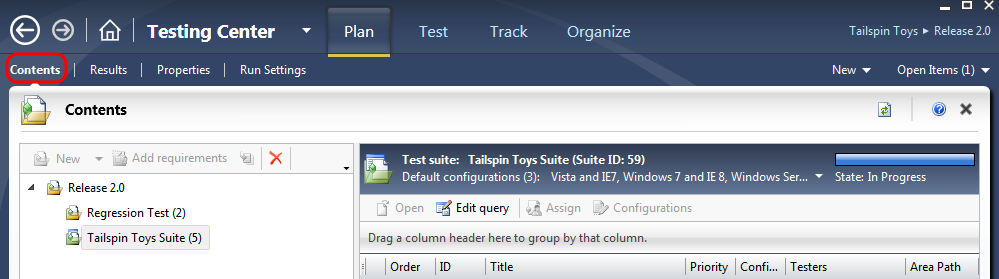 Testing Center Plan Test Track Organize Tailspin Toys ▸ Release 2.0
Contents Results Properties Run Settings New Open Items (1)
Contents
New Add requirements
Test suite: Tailspin Toys Suite (Suite ID: 59)
Default configurations (3): Vista and IE7, Windows 7 and IE 8, Windows Ser... State: In Progress
Release 2.0
Regression Test (2)
Tailspin Toys Suite (5)
Open Edit query Assign Configurations
Drag a column header here to group by that column.
Order ID Title Priority Confi... Testers Area Path